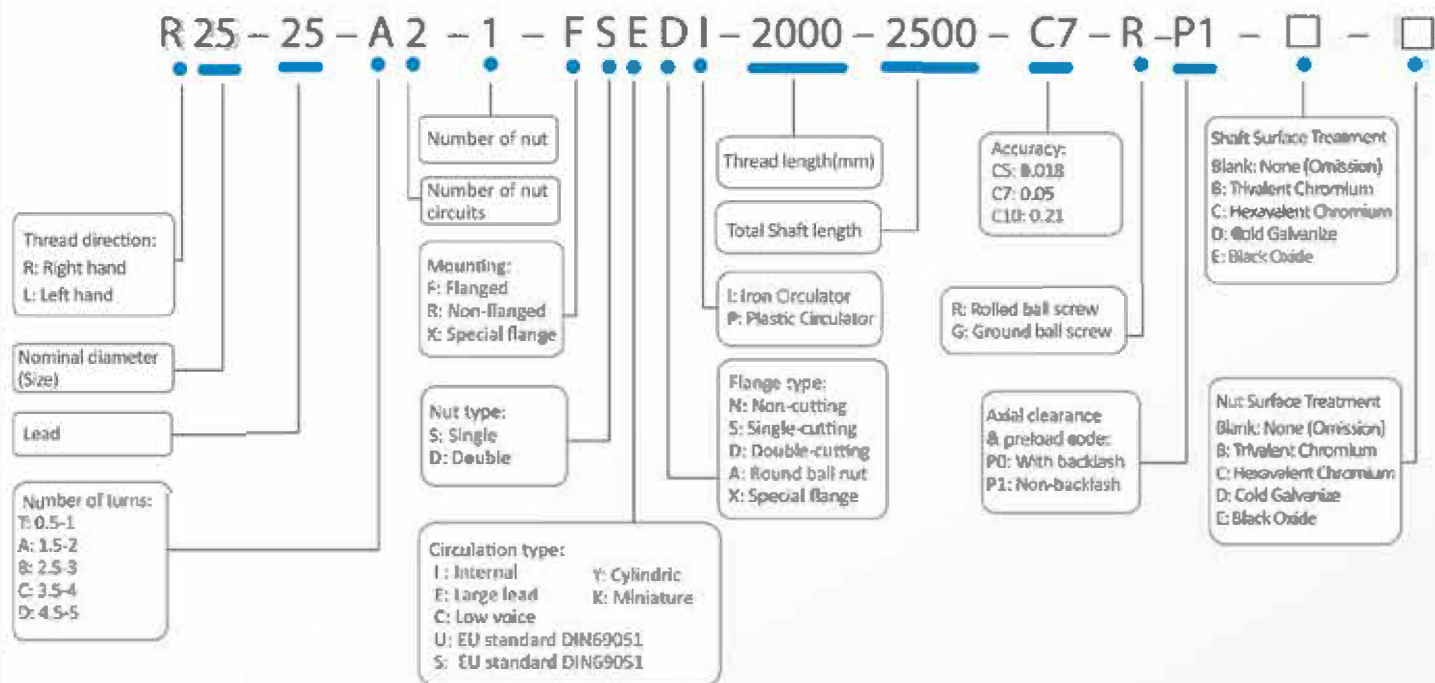 R 25 – 25 – A 2 – 1 – F S E D I – 2000 – 2500 – C7 – R – P1 – □ – □
Thread direction:
R: Right hand
L: Left hand
Nominal diameter
(Size)
Lead
Number of turns:
T: 0.5-1
A: 1.5-2
B: 2.5-3
C: 3.5-4
D: 4.5-5
Number of nut
Number of nut
circuits
Mounting:
F: Flanged
R: Non-flanged
X: Special flange
Nut type:
S: Single
D: Double
Circulation type:
I : Internal
E: Large lead
C: Low voice
U: EU standard DIN69051
S: EU standard DIN69051
Y: Cylindric
K: Miniature
Thread length(mm)
Total Shaft length
I: Iron Circulator
P: Plastic Circulator
Flange type:
N: Non-cutting
S: Single-cutting
D: Double-cutting
A: Round ball nut
X: Special flange
Accuracy:
C5: 0.018
C7: 0.05
C10: 0.21
R: Rolled ball screw
G: Ground ball screw
Axial clearance
& preload code:
P0: With backlash
P1: Non-backlash
Shaft Surface Treatment
Blank: None (Omission)
B: Trivalent Chromium
C: Hexavalent Chromium
D: Cold Galvanize
E: Black Oxide
Nut Surface Treatment
Blank: None (Omission)
B: Trivalent Chromium
C: Hexavalent Chromium
D: Cold Galvanize
E: Black Oxide